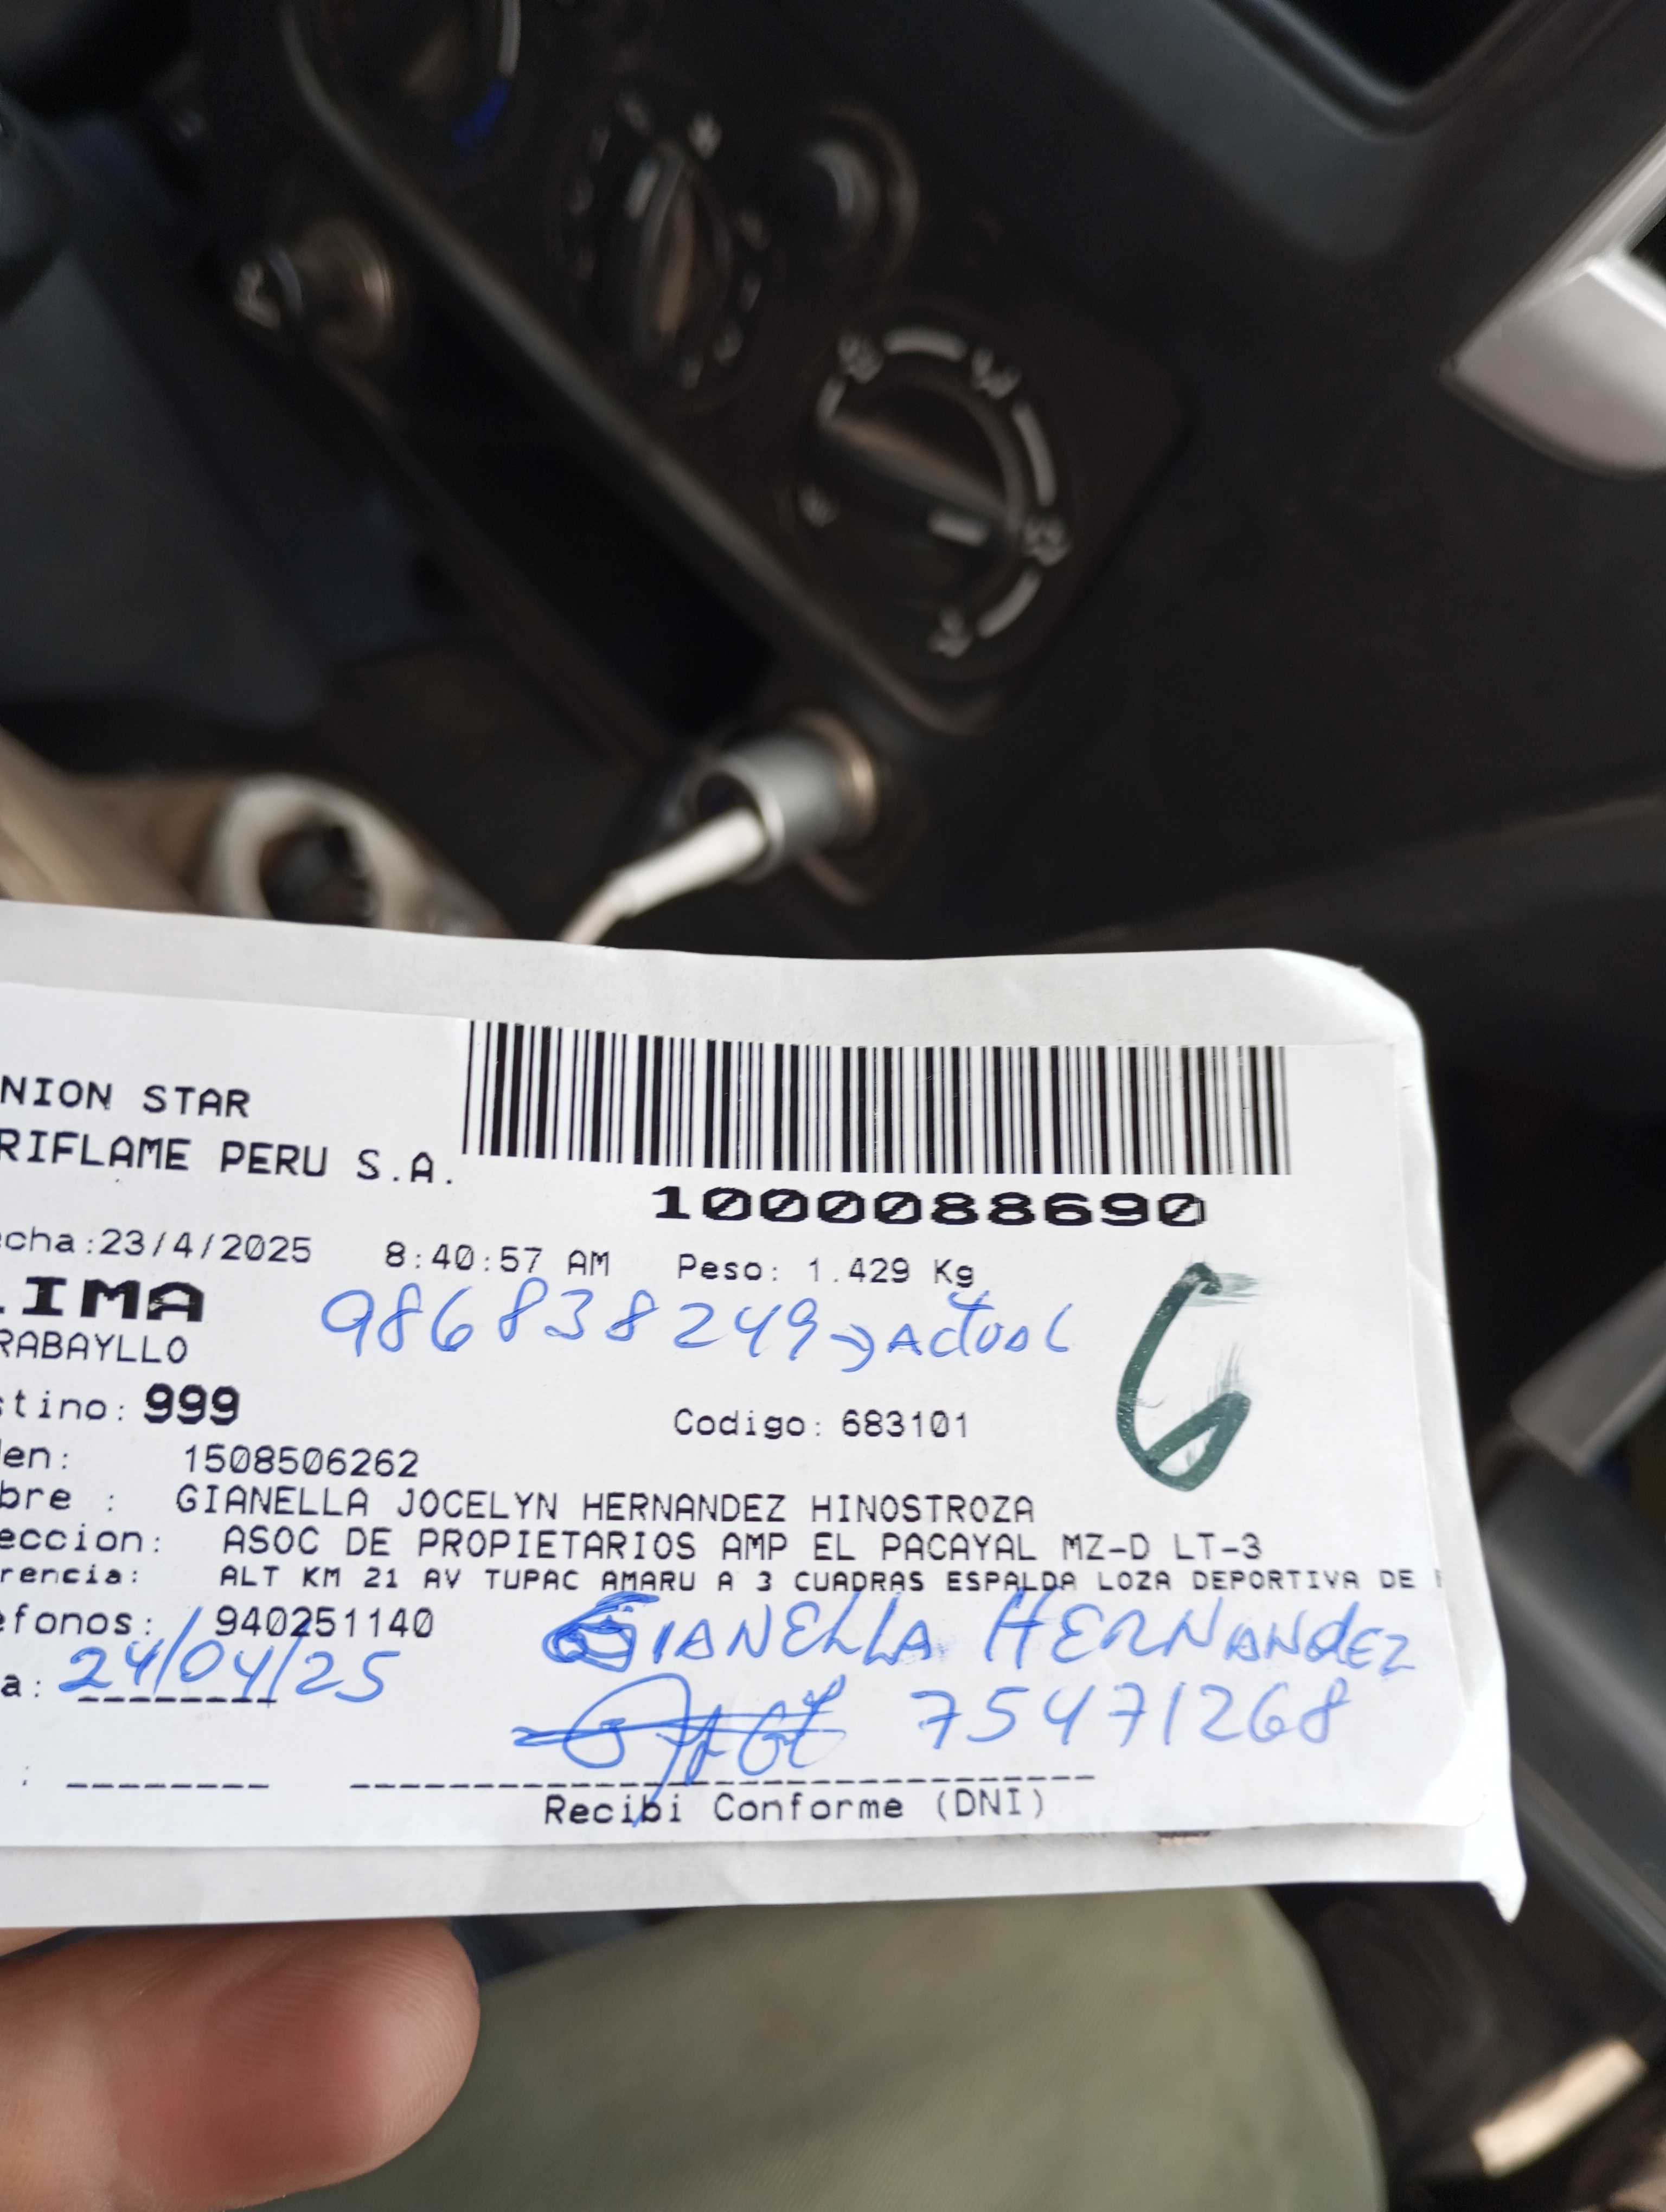 NION STAR
RIFLAME PERU S.A.
1000088690
cha:23/4/2025 8:40:57 AM Peso: 1.429 Kg
LIMA
986838249→Actual
RABAYLLO
stino: 999
Codigo: 683101
6
en: 1508506262
bre : GIANELLA JOCELYN HERNANDEZ HINOSTROZA
eccion: ASOC DE PROPIETARIOS AMP EL PACAYAL MZ-D LT-3
rencia: ALT KM 21 AV TUPAC AMARU A 3 CUADRAS ESPALDA LOZA DEPORTIVA DE
efonos: 940251140
GIANELLA HERNANdEZ
a: 24/04/25
75471268
: --------
Recibi Conforme (DNI)